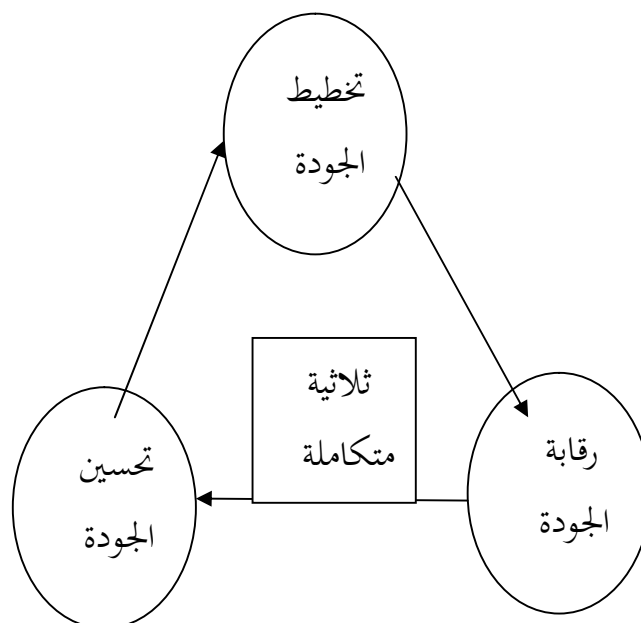 تخطيط
الجودة
ثلاثية
متكاملة
رقابة
الجودة
تحسين
الجودة